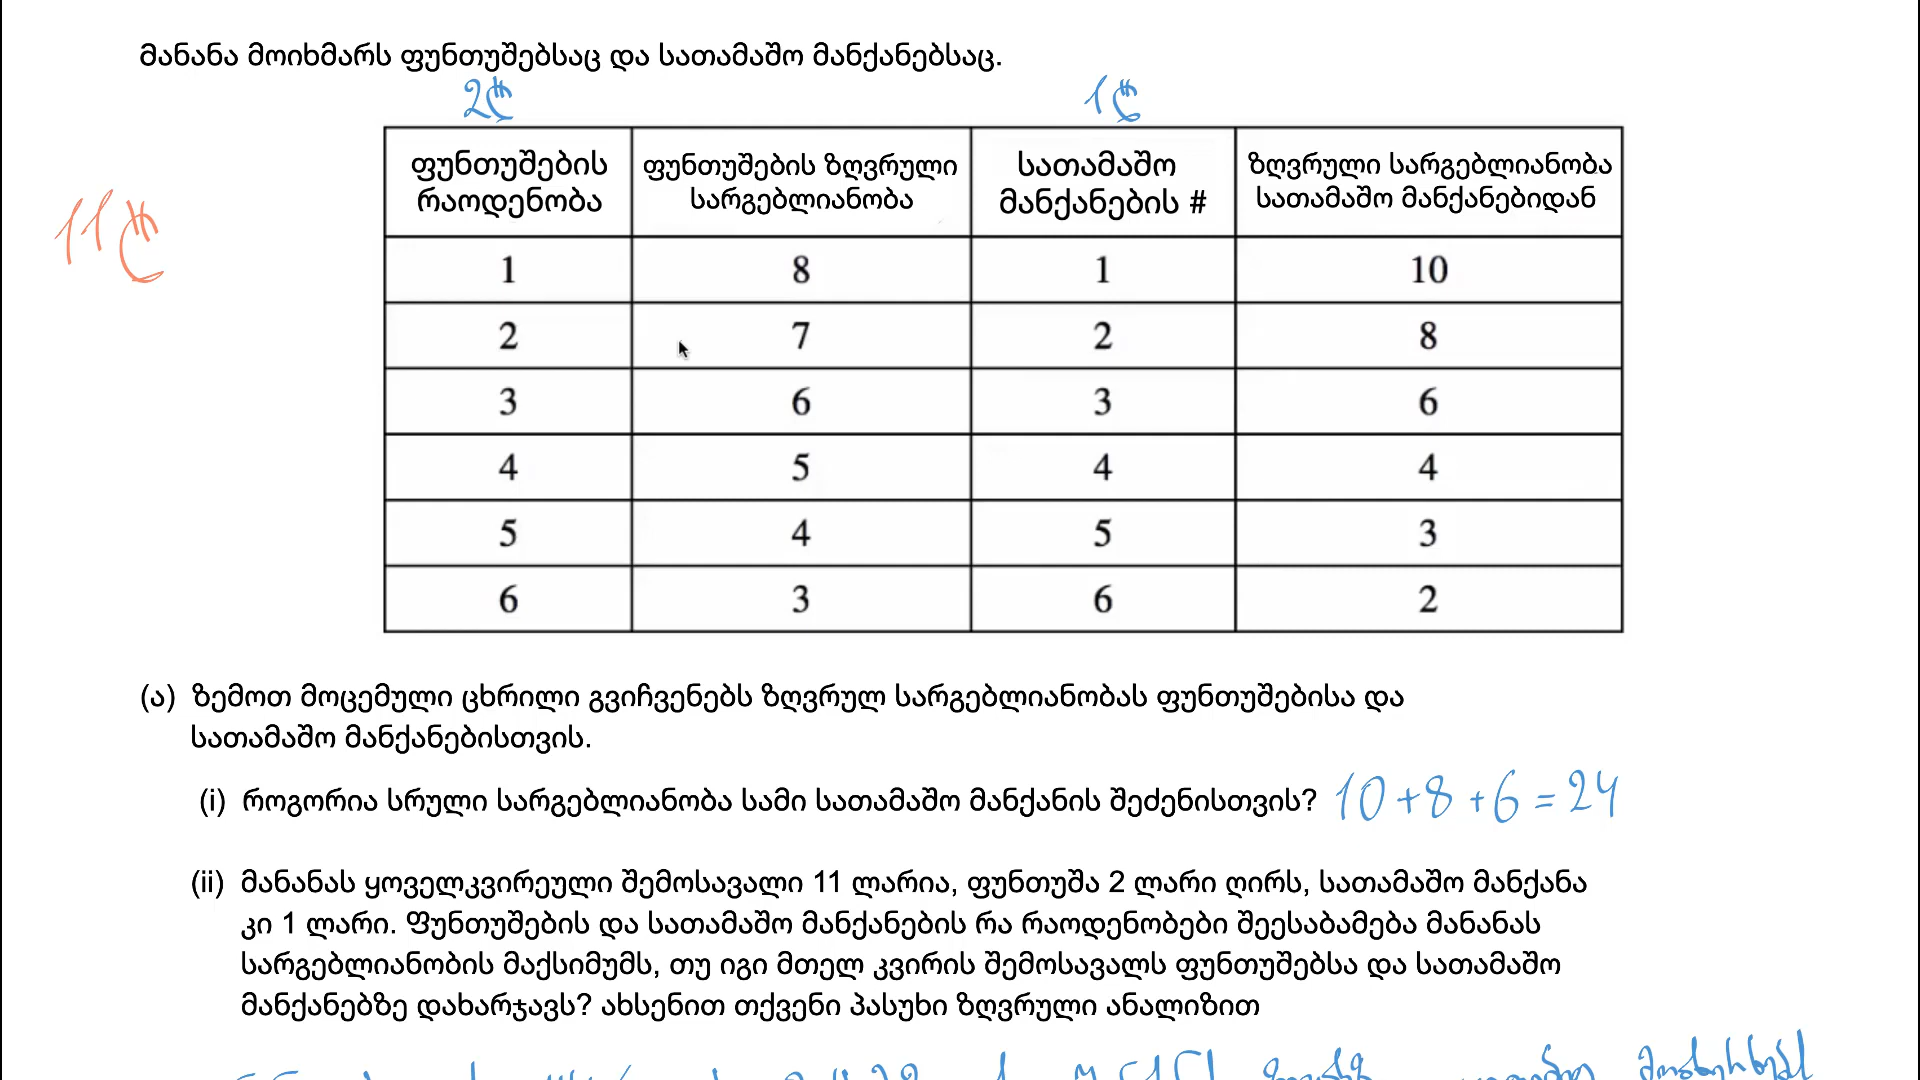 მანანა მოიხმარს ფუნთუშებსაც და სათამაშო მანქანებსაც.
2₾ 1₾
ფუნთუშების რაოდენობა ფუნთუშების ზღვრული სარგებლიანობა სათამაშო მანქანების # ზღვრული სარგებლიანობა სათამაშო მანქანებიდან
11₾
1 8 1 10
2 7 2 8
3 6 3 6
4 5 4 4
5 4 5 3
6 3 6 2
(ა) ზემოთ მოცემული ცხრილი გვიჩვენებს ზღვრულ სარგებლიანობას ფუნთუშებისა და
სათამაშო მანქანებისთვის.
(i) როგორია სრული სარგებლიანობა სამი სათამაშო მანქანის შეძენისთვის? 10+8+6=24
(ii) მანანას ყოველკვირეული შემოსავალი 11 ლარია, ფუნთუშა 2 ლარი ღირს, სათამაშო მანქანა
კი 1 ლარი. ფუნთუშების და სათამაშო მანქანების რა რაოდენობები შეესაბამება მანანას
სარგებლიანობის მაქსიმუმს, თუ იგი მთელ კვირის შემოსავალს ფუნთუშებსა და სათამაშო
მანქანებზე დახარჯავს? ახსენით თქვენი პასუხი ზღვრული ანალიზით